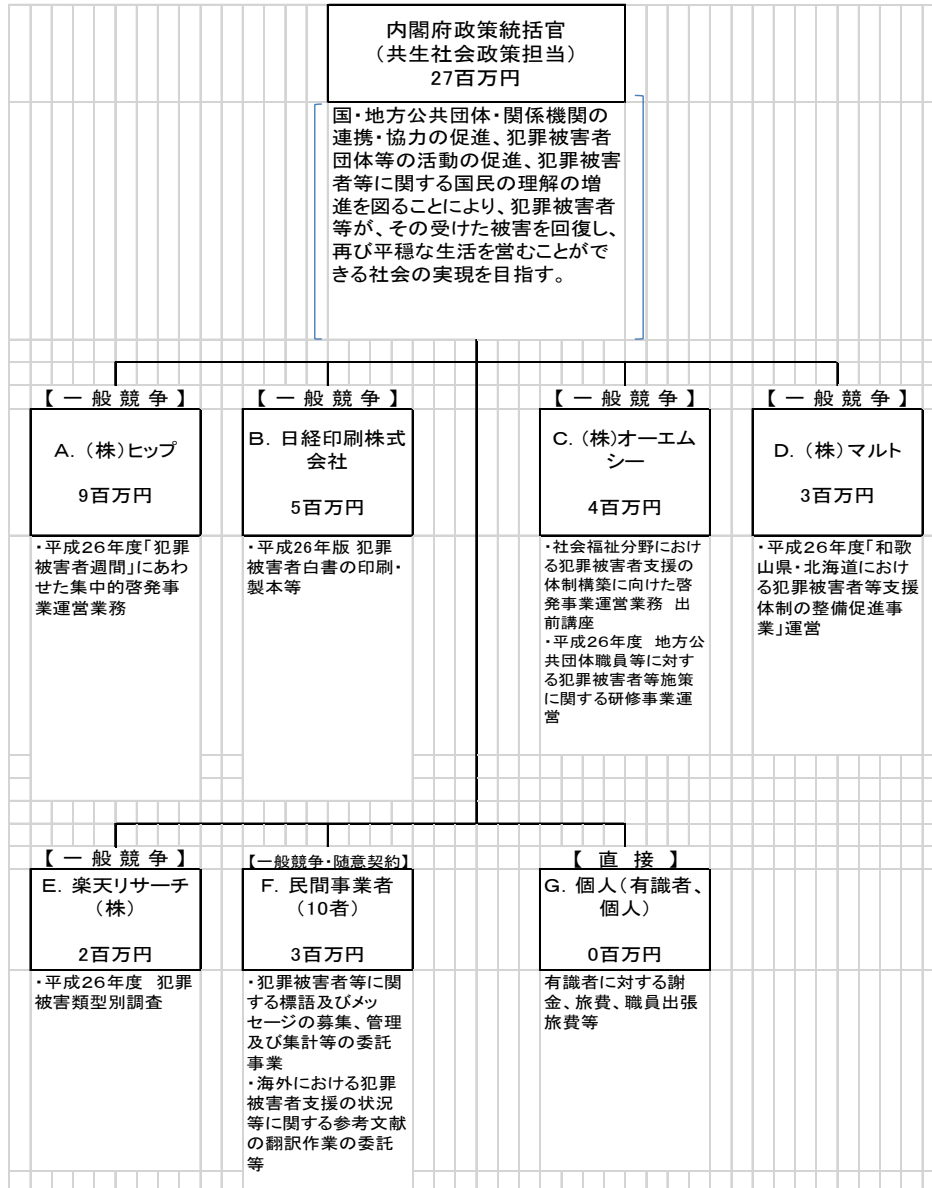 内閣府政策統括官
（共生社会政策担当）
27百万円
国・地方公共団体・関係機関の
連携・協力の促進、犯罪被害者
団体等の活動の促進、犯罪被害
者等に関する国民の理解の増
進を図ることにより、犯罪被害者
等が、その受けた被害を回復し、
再び平穏な生活を営むことがで
きる社会の実現を目指す。
【一般競争】
A．（株）ヒップ
9百万円
・平成２６年度「犯罪
被害者週間」にあわ
せた集中的啓発事
業運営業務
【一般競争】
B．日経印刷株式
会社
5百万円
・平成26年版 犯罪
被害者白書の印刷・
製本等
【一般競争】
C．（株）オーエム
シー
4百万円
・社会福祉分野におけ
る犯罪被害者支援の
体制構築に向けた啓
発事業運営業務 出
前講座
・平成２６年度 地方公
共団体職員等に対す
る犯罪被害者等施策
に関する研修事業運
営
【一般競争】
D．（株）マルト
3百万円
・平成２６年度「和歌
山県・北海道におけ
る犯罪被害者等支援
体制の整備促進事
業」運営
【一般競争】
E．楽天リサーチ
（株）
2百万円
・平成２６年度 犯罪
被害類型別調査
【一般競争・随意契約】
F．民間事業者
（10者）
3百万円
・犯罪被害者等に関
する標語及びメッ
セージの募集、管理
及び集計等の委託
事業
・海外における犯罪
被害者支援の状況
等に関する参考文献
の翻訳作業の委託
等
【直接】
G．個人（有識者、
個人）
0百万円
有識者に対する謝
金、旅費、職員出張
旅費等